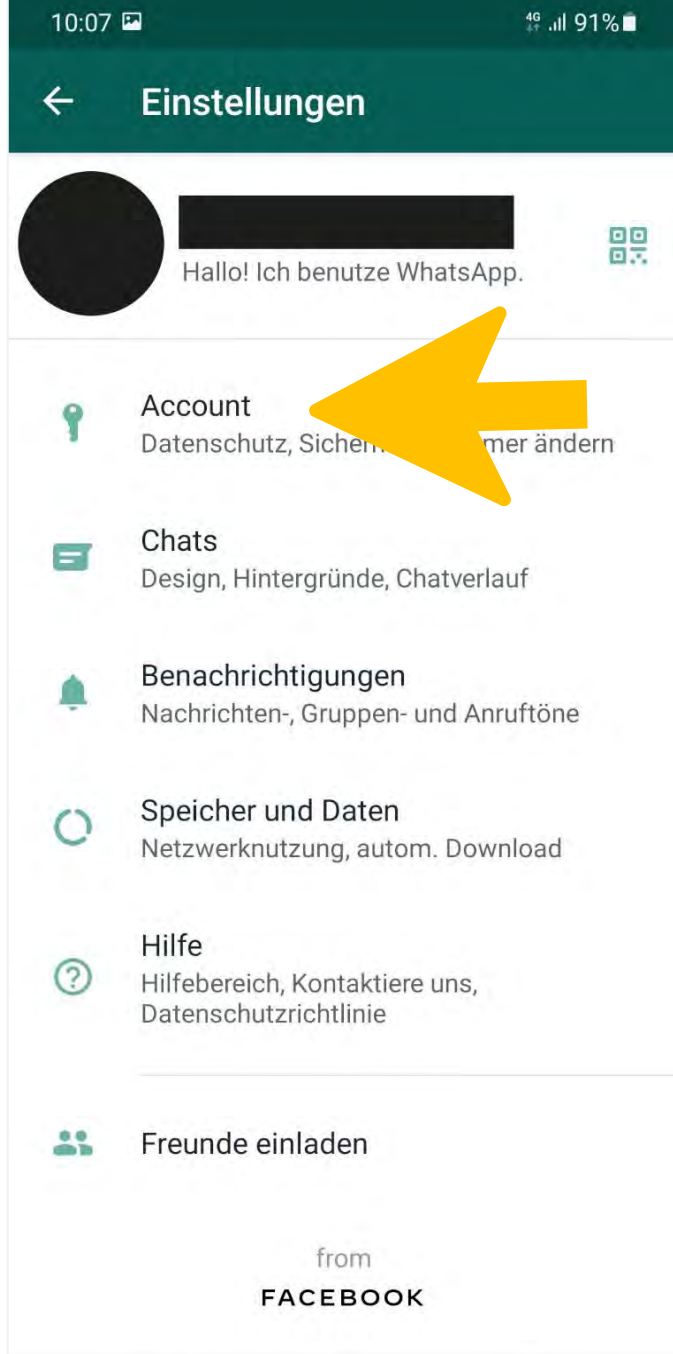 10:07 4G 91%
Einstellungen
Hallo! Ich benutze WhatsApp.
Account
Datenschutz, Sicher mer ändern
Chats
Design, Hintergründe, Chatverlauf
Benachrichtigungen
Nachrichten-, Gruppen- und Anruftöne
Speicher und Daten
Netzwerknutzung, autom. Download
Hilfe
Hilfebereich, Kontaktiere uns,
Datenschutzrichtlinie
Freunde einladen
from
FACEBOOK